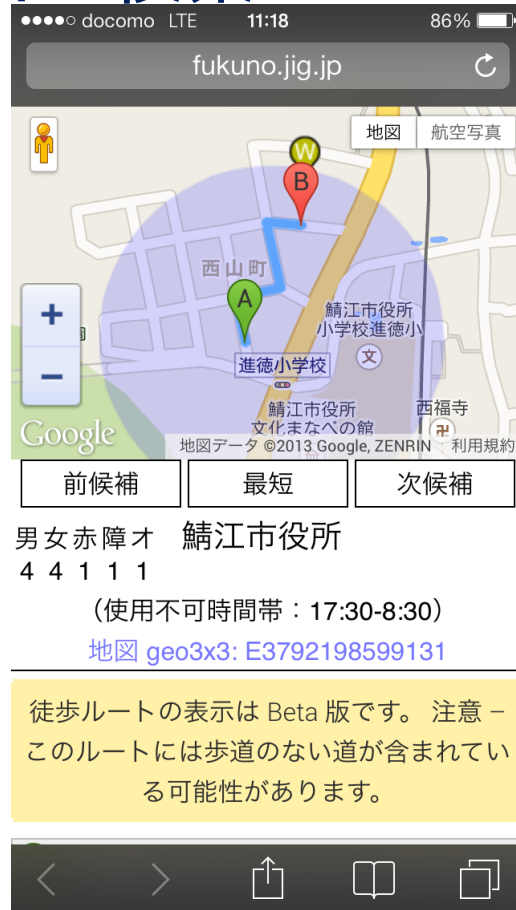 docomo LTE 11:18 86%
fukuno.jig.jp
地図 航空写真
W
B
西山町
A
鯖江市役所
小学校進徳小
文
進徳小学校
鯖江市役所
文化まなべの館
西福寺
卍
+
−
Google
地図データ ©2013 Google, ZENRIN 利用規約
前候補 最短 次候補
男女赤障オ 鯖江市役所
4 4 1 1 1
（使用不可時間帯：17:30-8:30）
地図 geo3x3: E3792198599131
徒歩ルートの表示は Beta 版です。 注意 –
このルートには歩道のない道が含まれてい
る可能性があります。